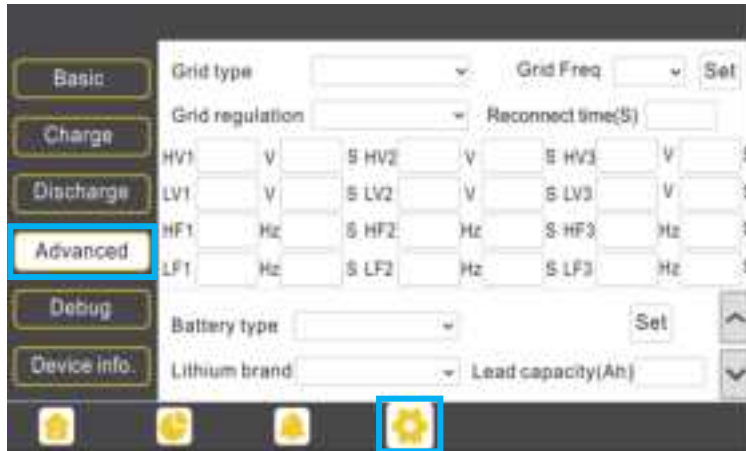 Basic
Charge
Discharge
Advanced
Debug
Device info.
Grid type Grid Freq Set
Grid regulation Reconnect time(S)
HV1 V S HV2 V S HV3 V S
LV1 V S LV2 V S LV3 V S
HF1 Hz S HF2 Hz S HF3 Hz S
LF1 Hz S LF2 Hz S LF3 Hz S
Battery type Set
Lithium brand Lead capacity(Ah)